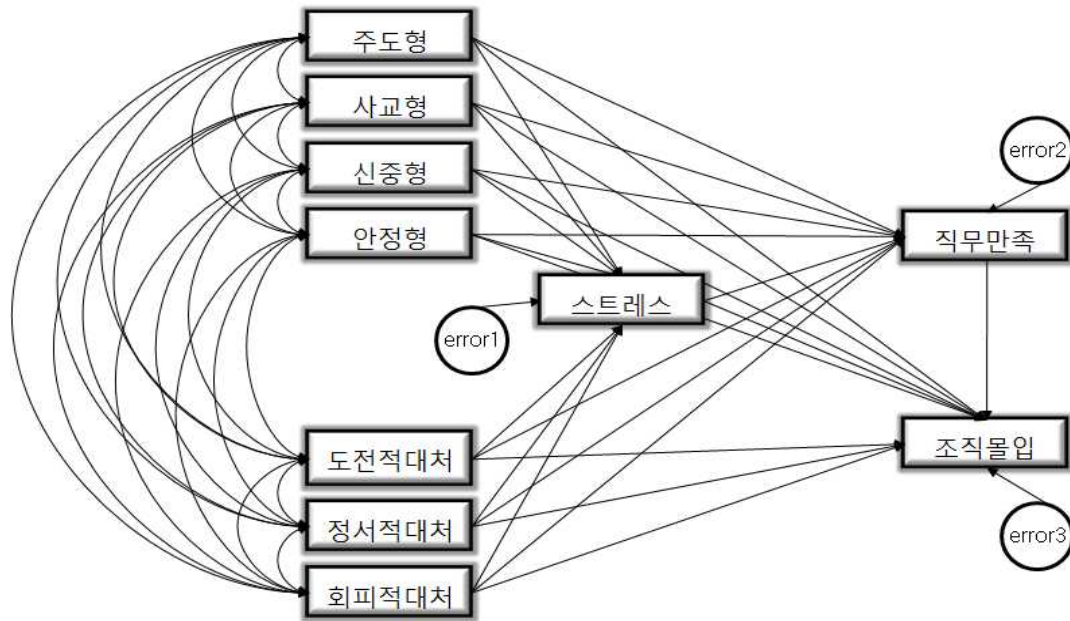 주도형
사교형
신중형
안정형
스트레스
error1
도전적대처
정서적대처
회피적대처
error2
직무만족
조직몰입
error3